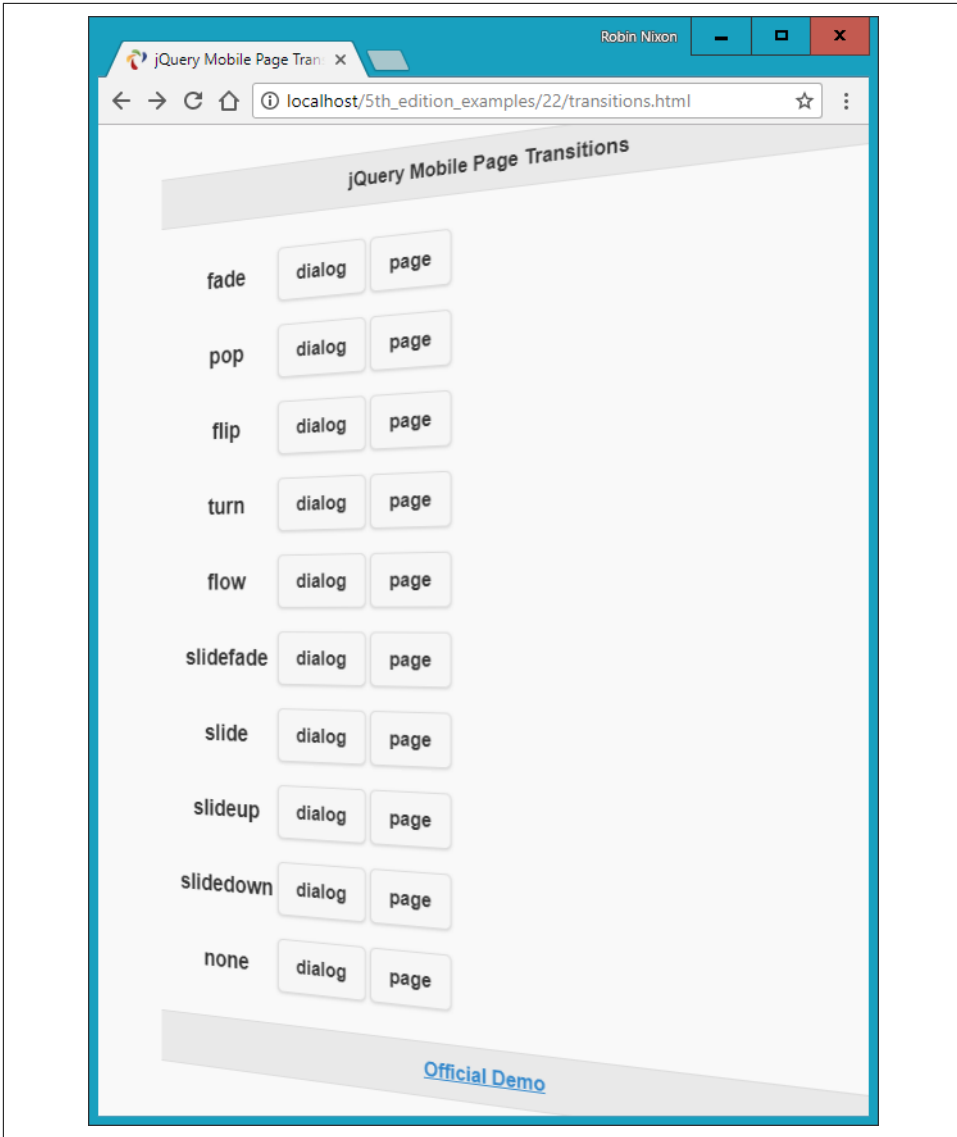 Robin Nixon
jQuery Mobile Page Tran
localhost/5th_edition_examples/22/transitions.html
jQuery Mobile Page Transitions
fade dialog page
pop dialog page
flip dialog page
turn dialog page
flow dialog page
slidefade dialog page
slide dialog page
slideup dialog page
slidedown dialog page
none dialog page
Official Demo